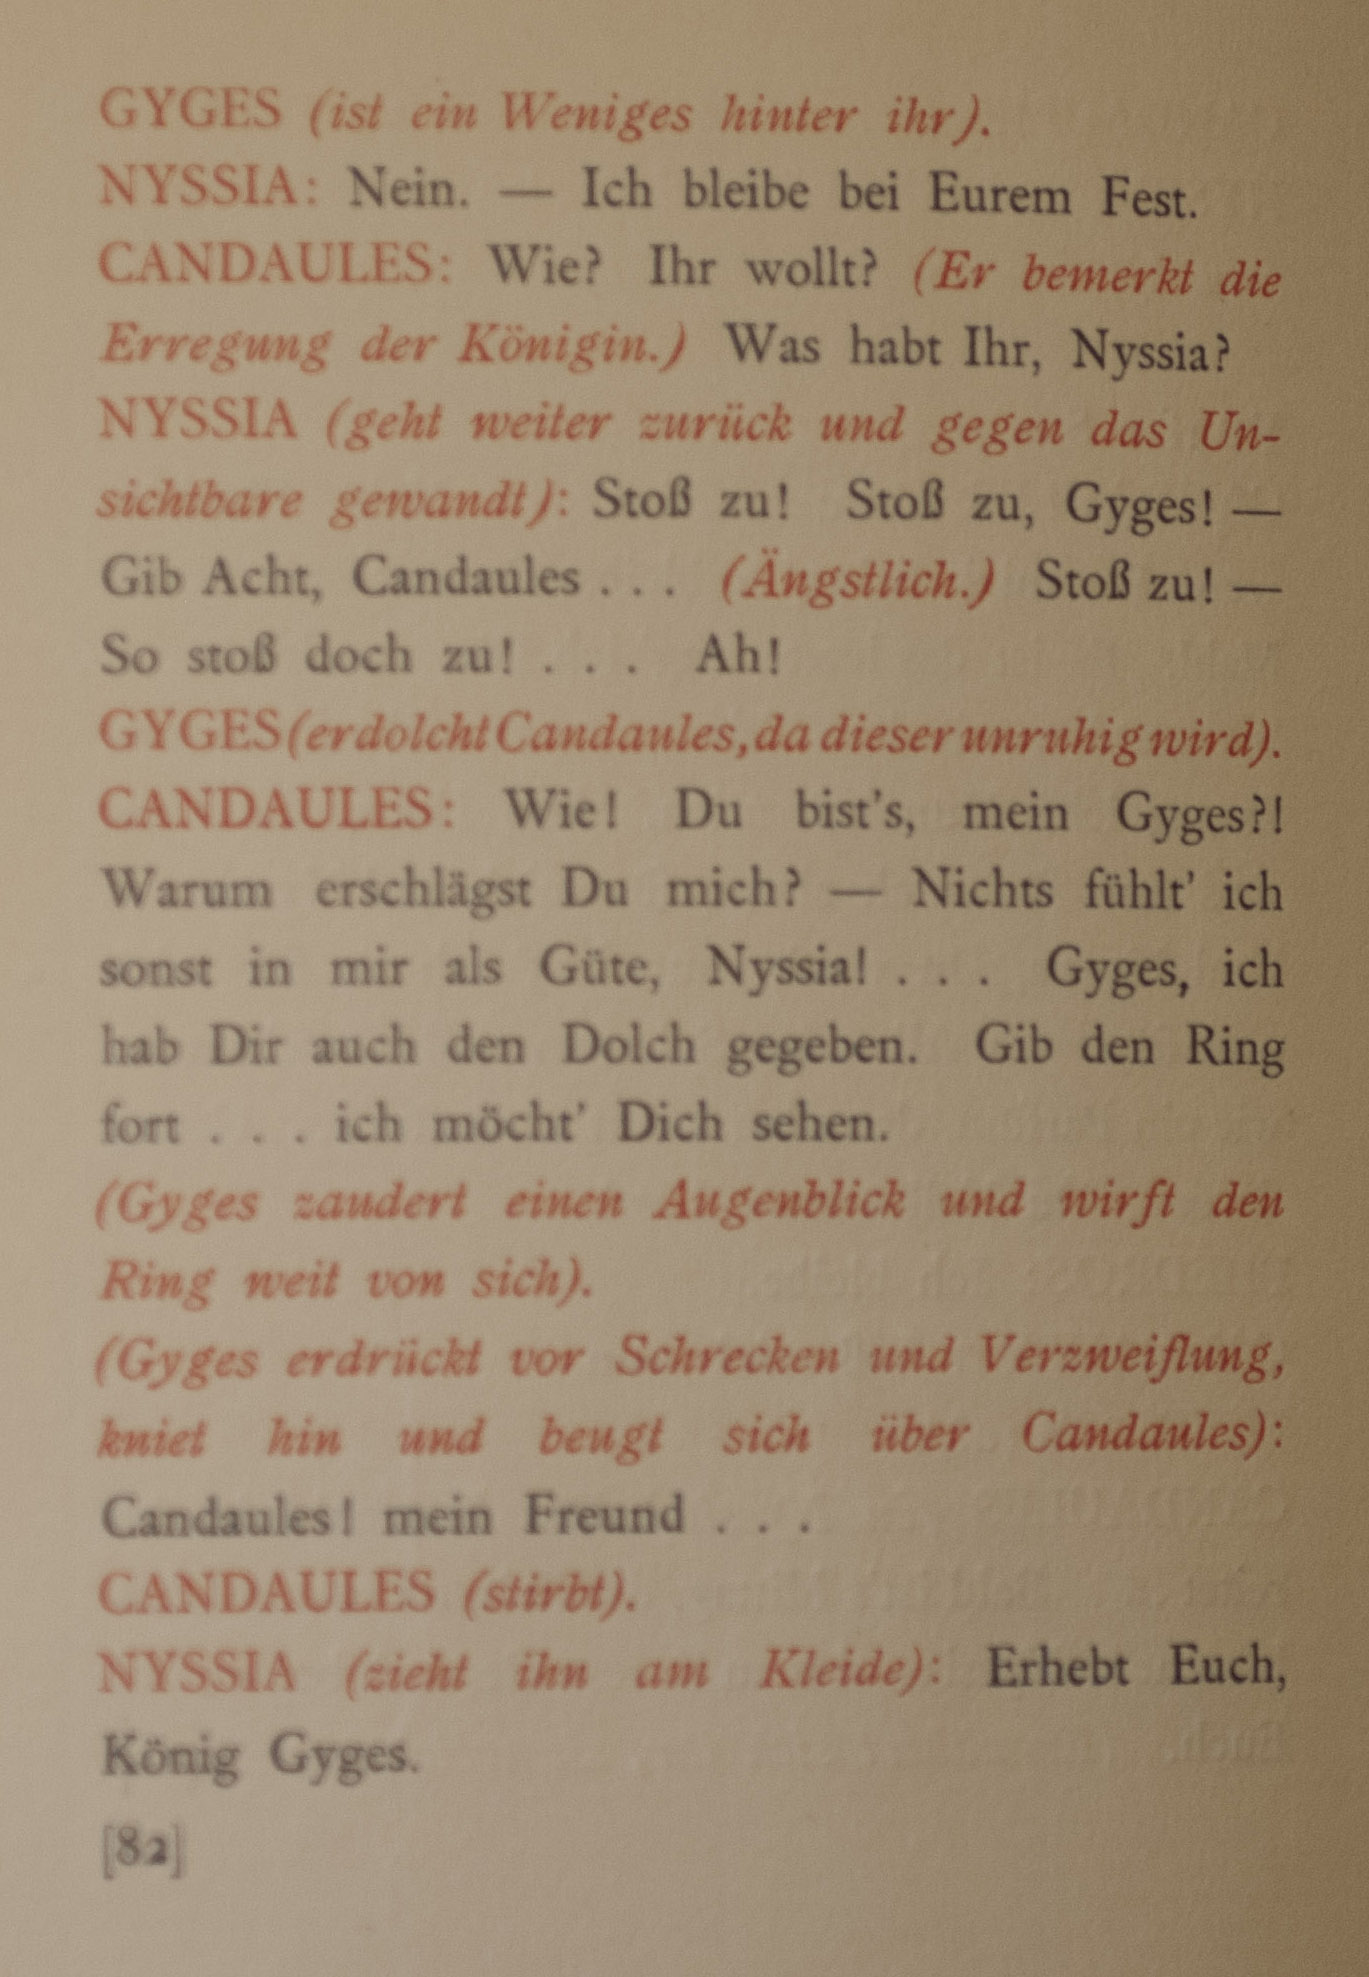 GYGES (ist ein Weniges hinter ihr).
NYSSIA: Nein. — Ich bleibe bei Eurem Fest.
CANDAULES: Wie? Ihr wollt? (Er bemerkt die
Erregung der Königin.) Was habt Ihr, Nyssia?
NYSSIA (geht weiter zurück und gegen das Un-
sichtbare gewandt): Stoß zu! Stoß zu, Gyges! —
Gib Acht, Candaules . . . (Ängstlich.) Stoß zu! —
So stoß doch zu! . . . Ah!
GYGES (erdolcht Candaules, da dieser unruhig wird).
CANDAULES: Wie! Du bist's, mein Gyges?!
Warum erschlägst Du mich? — Nichts fühlt' ich
sonst in mir als Güte, Nyssia! . . . Gyges, ich
hab Dir auch den Dolch gegeben. Gib den Ring
fort . . . ich möcht' Dich sehen.
(Gyges zaudert einen Augenblick und wirft den
Ring weit von sich).
(Gyges erdrückt vor Schrecken und Verzweiflung,
kniet hin und beugt sich über Candaules):
Candaules! mein Freund . . .
CANDAULES (stirbt).
NYSSIA (zieht ihn am Kleide): Erhebt Euch,
König Gyges.
[82]